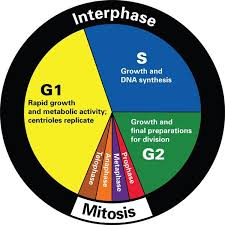 Interphase
S
Growth and
DNA synthesis
G1
Rapid growth
and metabolic activity;
centrioles replicate
Growth and
final preparations
for division
G2
Telophase
Anaphase
Metaphase
Prophase
Mitosis